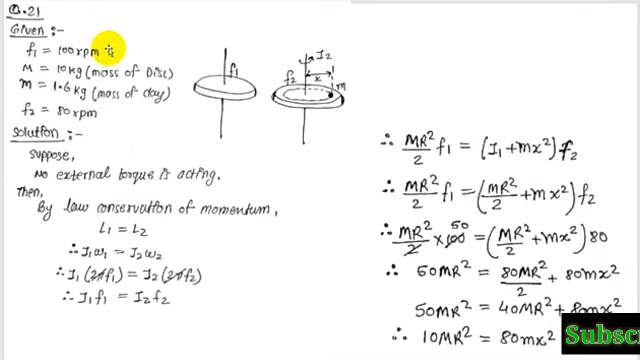 Q.21
Given :-
f₁ = 100 rpm
M = 10 kg (mass of Disc)
m = 1.6 kg (mass of clay)
f₂ = 80 rpm
Solution :-
suppose,
No external torque is acting.
Then,
By law conservation of momentum,
L₁ = L₂
∴ I₁ω₁ = I₂ω₂
∴ I₁(2πf₁) = I₂(2πf₂)
∴ I₁f₁ = I₂f₂
f₁
I₂
f₂
x
m
∴ MR²/2 f₁ = (I₁ + mx²) f₂
∴ MR²/2 f₁ = (MR²/2 + mx²) f₂
∴ MR²/2 × 100 50 = (MR²/2 + mx²) 80
∴ 50MR² = 80MR²/2 + 80mx²
50MR² = 40MR² + 80mx²
∴ 10MR² = 80mx²
Subsc